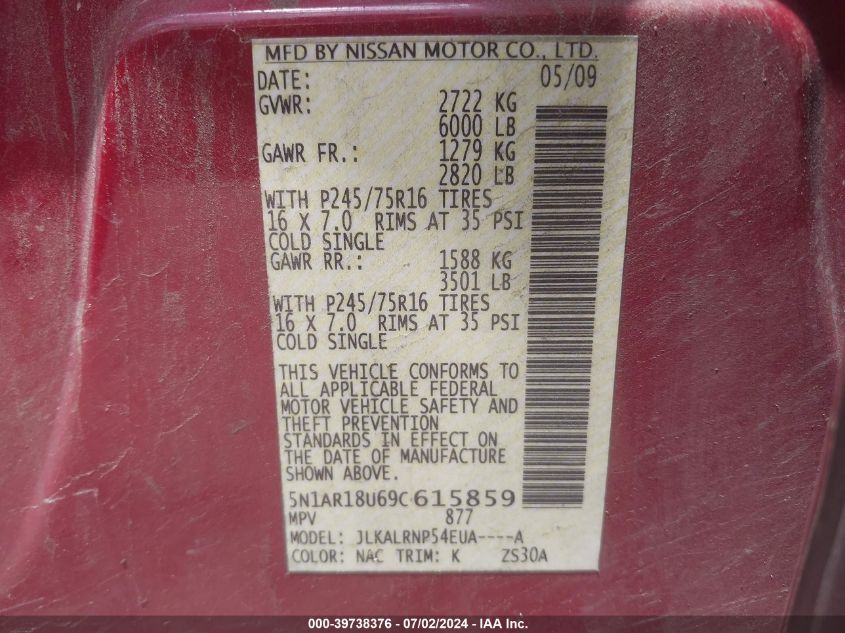 MFD BY NISSAN MOTOR CO., LTD.
DATE: 05/09
GVWR: 2722 KG
6000 LB
GAWR FR.: 1279 KG
2820 LB
WITH P245/75R16 TIRES
16 X 7.0 RIMS AT 35 PSI
COLD SINGLE
GAWR RR.: 1588 KG
3501 LB
WITH P245/75R16 TIRES
16 X 7.0 RIMS AT 35 PSI
COLD SINGLE
THIS VEHICLE CONFORMS TO
ALL APPLICABLE FEDERAL
MOTOR VEHICLE SAFETY AND
THEFT PREVENTION
STANDARDS IN EFFECT ON
THE DATE OF MANUFACTURE
SHOWN ABOVE.
5N1AR18U69C615859
MPV 877
MODEL: JLKALRNP54EUA----A
COLOR: NAC TRIM: K ZS30A
000-39738376 - 07/02/2024 - IAA Inc.